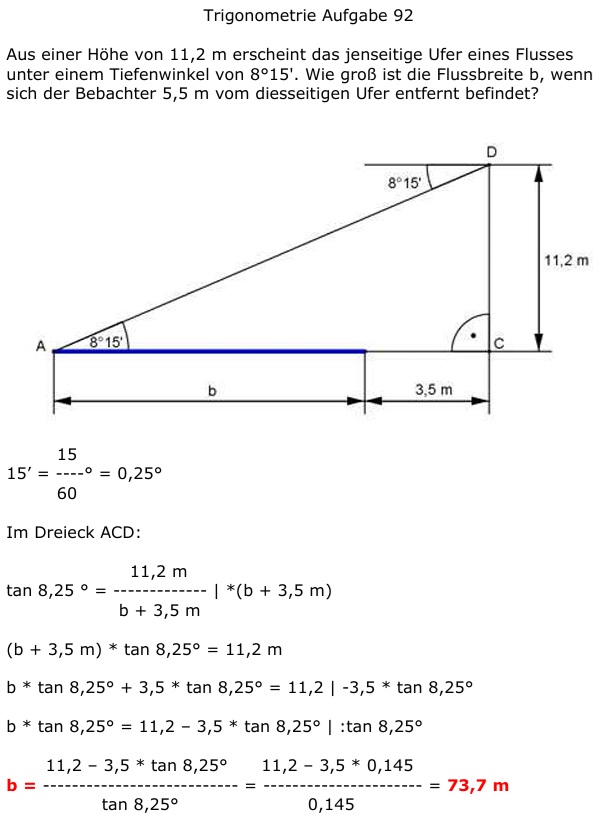 Trigonometrie Aufgabe 92
Aus einer Höhe von 11,2 m erscheint das jenseitige Ufer eines Flusses
unter einem Tiefenwinkel von 8°15'. Wie groß ist die Flussbreite b, wenn
sich der Bebachter 5,5 m vom diesseitigen Ufer entfernt befindet?
D
8°15'
11,2 m
A
8°15'
C
b
3,5 m
15
15’ = ----° = 0,25°
60
Im Dreieck ACD:
11,2 m
tan 8,25 ° = ------------- | *(b + 3,5 m)
b + 3,5 m
(b + 3,5 m) * tan 8,25° = 11,2 m
b * tan 8,25° + 3,5 * tan 8,25° = 11,2 | -3,5 * tan 8,25°
b * tan 8,25° = 11,2 – 3,5 * tan 8,25° | :tan 8,25°
11,2 – 3,5 * tan 8,25° 11,2 – 3,5 * 0,145
b = --------------------------- = ---------------------- = 73,7 m
tan 8,25° 0,145